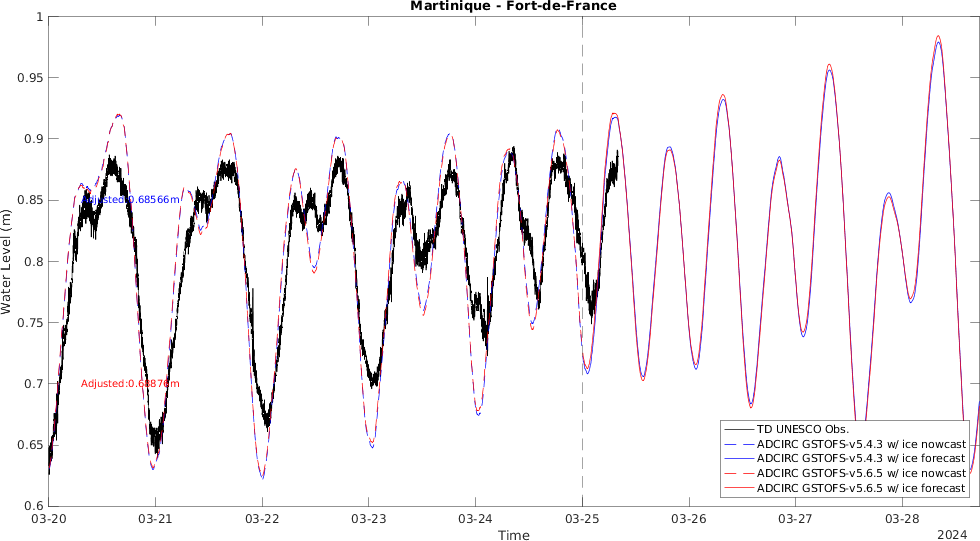 Martinique - Fort-de-France
1
0.95
0.9
0.85
0.8
0.75
0.7
0.65
0.6
Water Level (m)
Adjusted:0.68566m
Adjusted:0.68876m
TD UNESCO Obs.
ADCIRC GSTOFS-v5.4.3 w/ ice nowcast
ADCIRC GSTOFS-v5.4.3 w/ ice forecast
ADCIRC GSTOFS-v5.6.5 w/ ice nowcast
ADCIRC GSTOFS-v5.6.5 w/ ice forecast
03-20 03-21 03-22 03-23 03-24 03-25 03-26 03-27 03-28
Time
2024